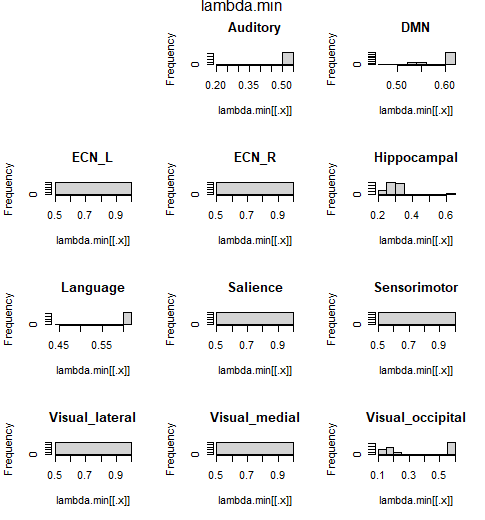 lambda.min
Auditory
Frequency
0
0.20 0.35 0.50
lambda.min[[.x]]
DMN
Frequency
0
0.50 0.60
lambda.min[[.x]]
ECN_L
Frequency
0
0.5 0.7 0.9
lambda.min[[.x]]
ECN_R
Frequency
0
0.5 0.7 0.9
lambda.min[[.x]]
Hippocampal
Frequency
0
0.2 0.4 0.6
lambda.min[[.x]]
Language
Frequency
0
0.45 0.55
lambda.min[[.x]]
Salience
Frequency
0
0.5 0.7 0.9
lambda.min[[.x]]
Sensorimotor
Frequency
0
0.5 0.7 0.9
lambda.min[[.x]]
Visual_lateral
Frequency
0
0.5 0.7 0.9
lambda.min[[.x]]
Visual_medial
Frequency
0
0.5 0.7 0.9
lambda.min[[.x]]
Visual_occipital
Frequency
0
0.1 0.3 0.5
lambda.min[[.x]]